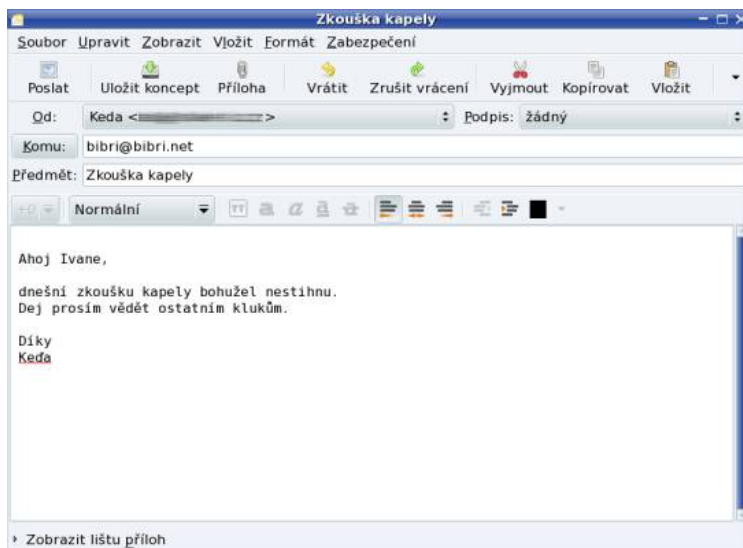 Zkouška kapely
Soubor Upravit Zobrazit Vložit Formát Zabezpečení
Poslat Uložit koncept Příloha Vrátit Zrušit vrácení Vyjmout Kopírovat Vložit
Od: Keda < > Podpis: žádný
Komu: bibri@bibri.net
Předmět: Zkouška kapely
+0 Normální
Ahoj Ivane,
dnešní zkoušku kapely bohužel nestihnu.
Dej prosím vědět ostatním klukům.
Díky
Keďa
Zobrazit lištu příloh